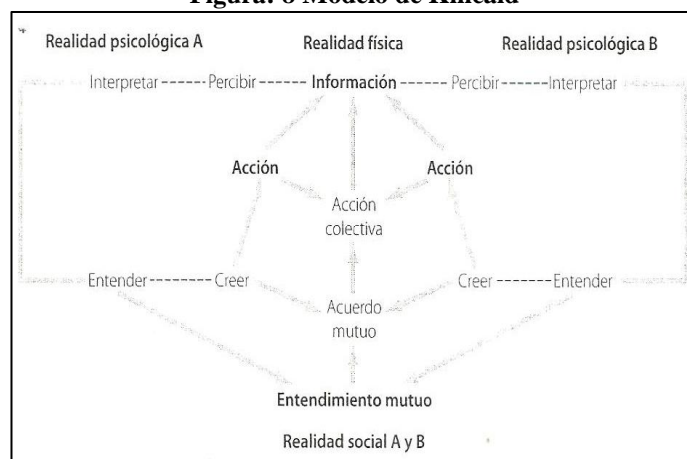 Figura: 8 Modelo de Kincaid
Realidad psicológica A Realidad física Realidad psicológica B
Interpretar Percibir Información Percibir Interpretar
Acción Acción
Acción
colectiva
Entender Creer Creer Entender
Acuerdo
mutuo
Entendimiento mutuo
Realidad social A y B